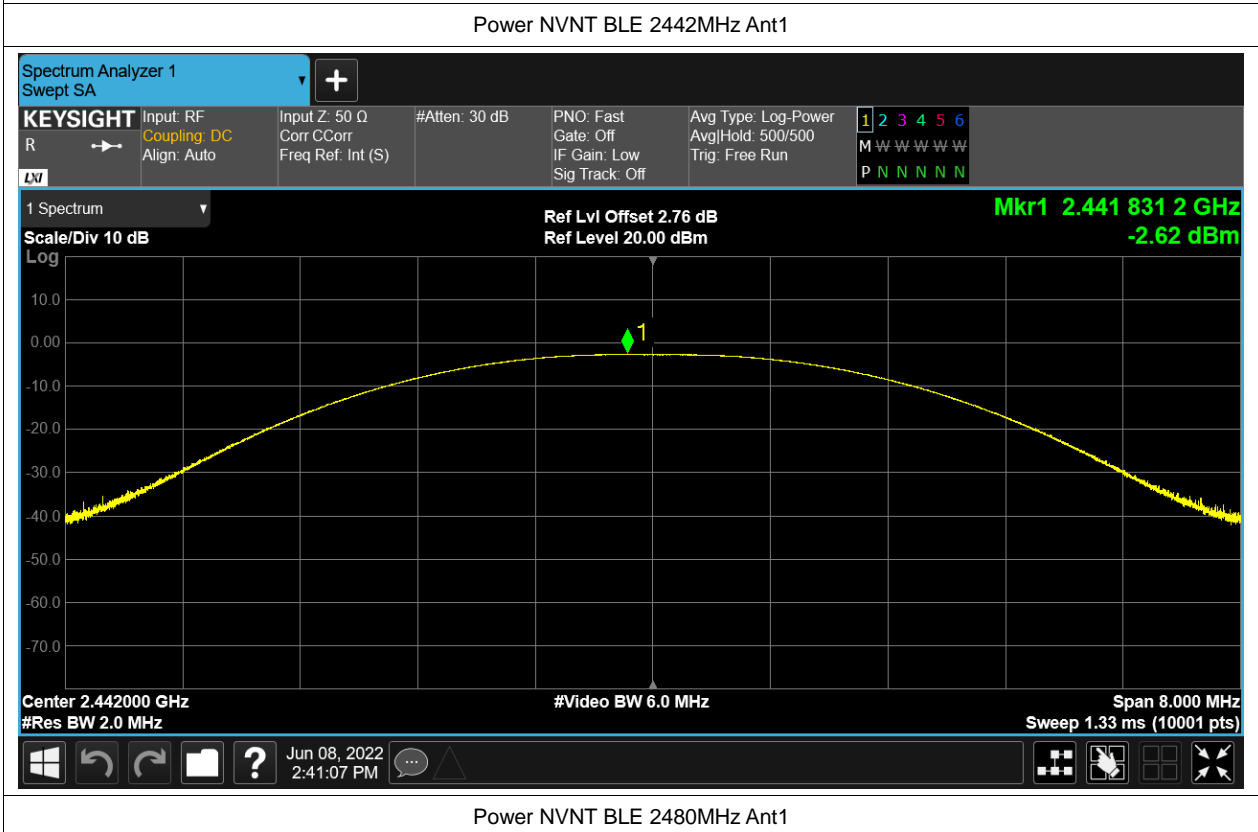 Power NVNT BLE 2442MHz Ant1
Spectrum Analyzer 1
Swept SA
KEYSIGHT
R
LXI
Input: RF
Coupling: DC
Align: Auto
Input Z: 50 Ω
Corr CCorr
Freq Ref: Int (S)
#Atten: 30 dB
PNO: Fast
Gate: Off
IF Gain: Low
Sig Track: Off
Avg Type: Log-Power
Avg|Hold: 500/500
Trig: Free Run
1 2 3 4 5 6
M W W W W W
P N N N N N
1 Spectrum
Scale/Div 10 dB
Ref Lvl Offset 2.76 dB
Ref Level 20.00 dBm
Mkr1 2.441 831 2 GHz
-2.62 dBm
Log
10.0
0.00
-10.0
-20.0
-30.0
-40.0
-50.0
-60.0
-70.0
1
Center 2.442000 GHz
#Res BW 2.0 MHz
#Video BW 6.0 MHz
Span 8.000 MHz
Sweep 1.33 ms (10001 pts)
?
Jun 08, 2022
2:41:07 PM
Power NVNT BLE 2480MHz Ant1